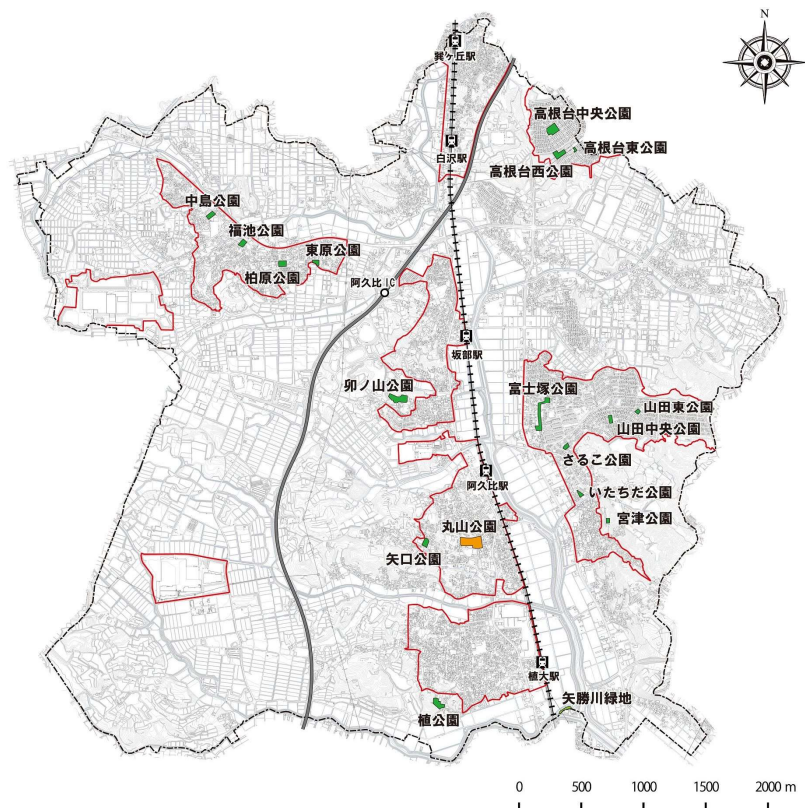 N
巽ヶ丘駅
高根台中央公園
白沢駅
高根台東公園
高根台西公園
中島公園
福池公園
東原公園
柏原公園
阿久比IC
坂部駅
卯ノ山公園
富士塚公園
山田東公園
山田中央公園
さるこ公園
阿久比駅
いたちだ公園
丸山公園
宮津公園
矢口公園
植大駅
矢勝川緑地
植公園
0 500 1000 1500 2000 m